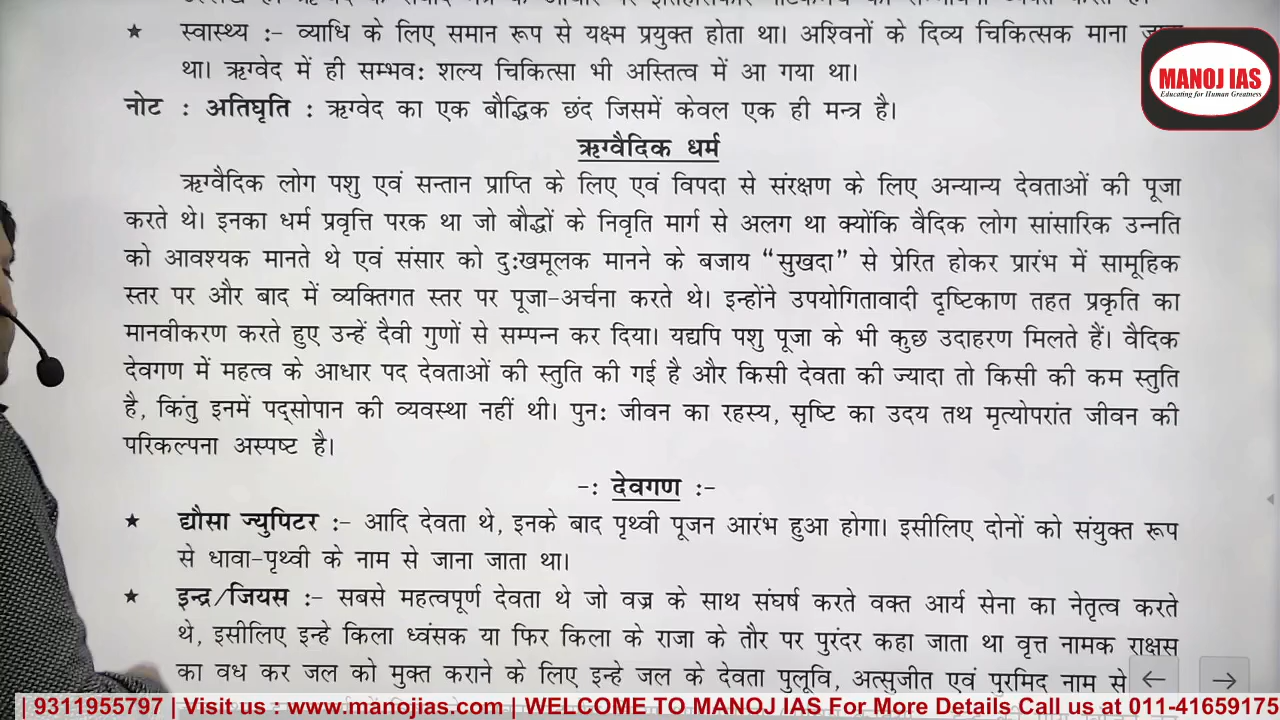 ★ स्वास्थ्य :- व्याधि के लिए समान रूप से यक्ष्म प्रयुक्त होता था। अश्विनों के दिव्य चिकित्सक माना
था। ऋग्वेद में ही सम्भव: शल्य चिकित्सा भी अस्तित्व में आ गया था।
MANOJ IAS
Educating for Human Greatness
नोट : अतिघृति : ऋग्वेद का एक बौद्धिक छंद जिसमें केवल एक ही मन्त्र है।
ऋग्वैदिक धर्म
ऋग्वैदिक लोग पशु एवं सन्तान प्राप्ति के लिए एवं विपदा से संरक्षण के लिए अन्यान्य देवताओं की पूजा
करते थे। इनका धर्म प्रवृत्ति परक था जो बौद्धों के निवृति मार्ग से अलग था क्योंकि वैदिक लोग सांसारिक उन्नति
को आवश्यक मानते थे एवं संसार को दु:खमूलक मानने के बजाय “सुखदा” से प्रेरित होकर प्रारंभ में सामूहिक
स्तर पर और बाद में व्यक्तिगत स्तर पर पूजा-अर्चना करते थे। इन्होंने उपयोगितावादी दृष्टिकाण तहत प्रकृति का
मानवीकरण करते हुए उन्हें दैवी गुणों से सम्पन्न कर दिया। यद्यपि पशु पूजा के भी कुछ उदाहरण मिलते हैं। वैदिक
देवगण में महत्व के आधार पद देवताओं की स्तुति की गई है और किसी देवता की ज्यादा तो किसी की कम स्तुति
है, किंतु इनमें पद्सोपान की व्यवस्था नहीं थी। पुन: जीवन का रहस्य, सृष्टि का उदय तथ मृत्योपरांत जीवन की
परिकल्पना अस्पष्ट है।
-: देवगण :-
★ द्यौसा ज्युपिटर :- आदि देवता थे, इनके बाद पृथ्वी पूजन आरंभ हुआ होगा। इसीलिए दोनों को संयुक्त रूप
से धावा-पृथ्वी के नाम से जाना जाता था।
★ इन्द्र/जियस :- सबसे महत्वपूर्ण देवता थे जो वज्र के साथ संघर्ष करते वक्त आर्य सेना का नेतृत्व करते
थे, इसीलिए इन्हे किला ध्वंसक या फिर किला के राजा के तौर पर पुरंदर कहा जाता था वृत्त नामक राक्षस
का वध कर जल को मुक्त कराने के लिए इन्हे जल के देवता पुलूवि, अत्सुजीत एवं पुरमिद नाम से
| 9311955797 | Visit us : www.manojias.com | WELCOME TO MANOJ IAS For More Details Call us at 011-41659175